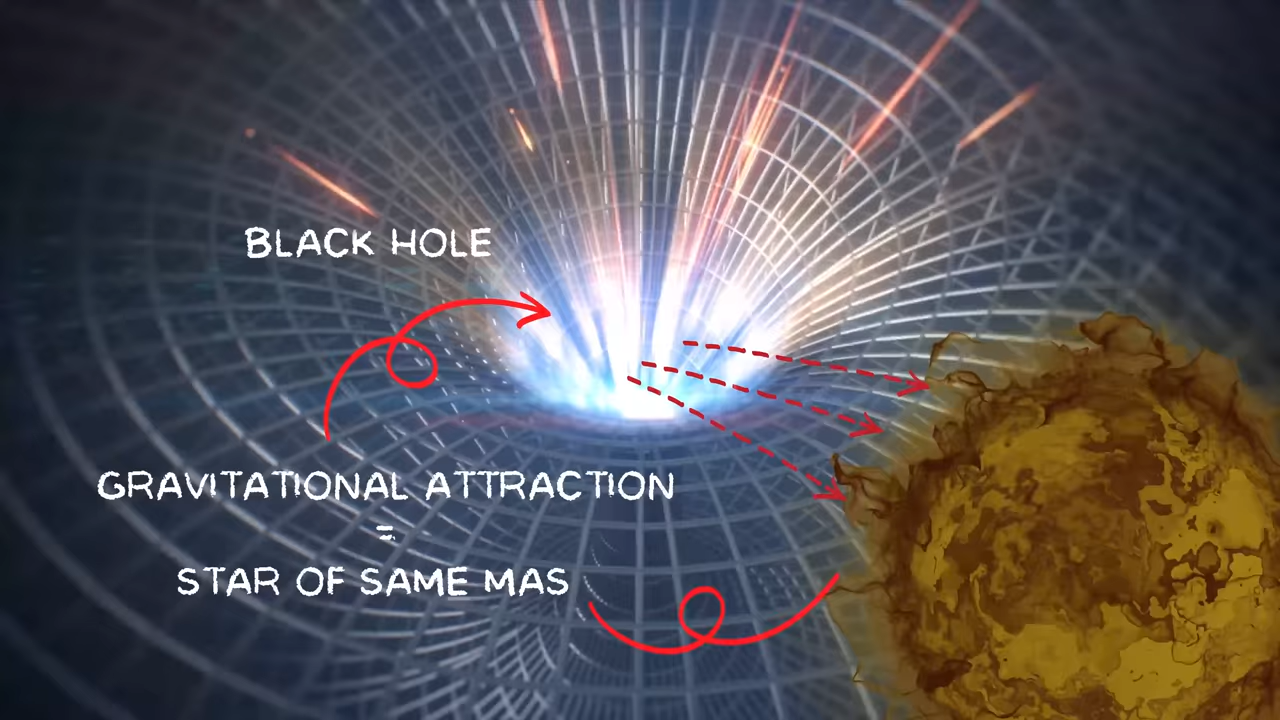 BLACK HOLE
GRAVITATIONAL ATTRACTION
=
STAR OF SAME MAS